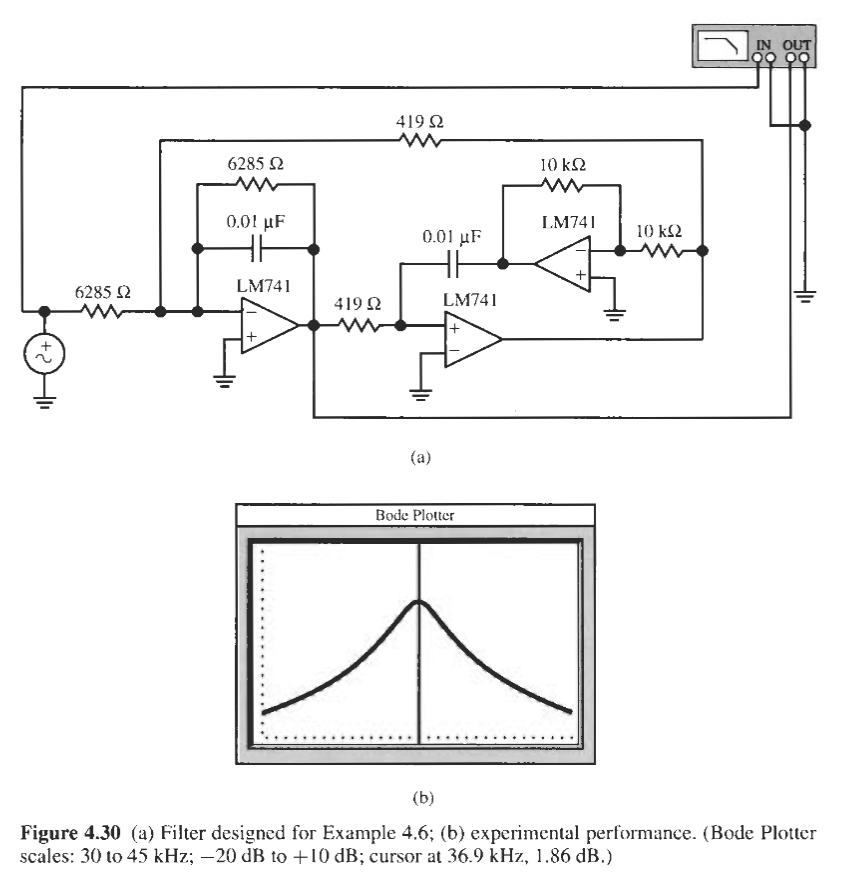 IN OUT
419 Ω
6285 Ω
10 kΩ
0.01 µF
LM741
0.01 µF
10 kΩ
−
+
6285 Ω
LM741
419 Ω
LM741
−
+
+
−
+
(a)
Bode Plotter
(b)
Figure 4.30 (a) Filter designed for Example 4.6; (b) experimental performance. (Bode Plotter
scales: 30 to 45 kHz; −20 dB to +10 dB; cursor at 36.9 kHz, 1.86 dB.)